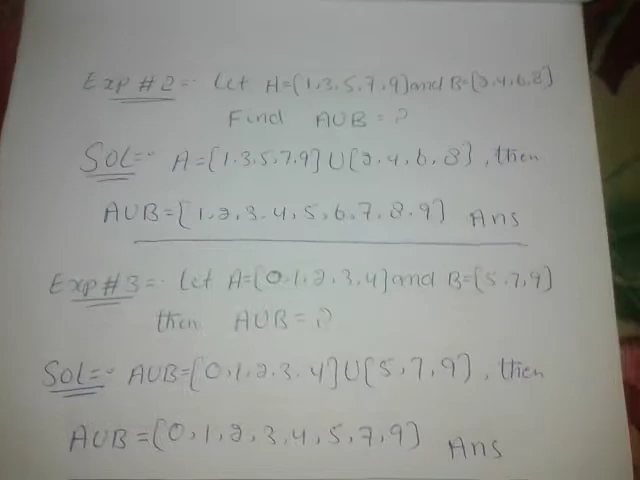 Exp # 2 :- Let A={1,3,5,7,9} and B={2,4,6,8}
Find AUB = ?
SOL :- A={1,3,5,7,9} U {2,4,6,8}, then
AUB={1,2,3,4,5,6,7,8,9} Ans
Exp # 3 :- Let A={0,1,2,3,4} and B={5,7,9}
then AUB = ?
SOL :- AUB={0,1,2,3,4} U {5,7,9}, then
AUB={0,1,2,3,4,5,7,9} Ans